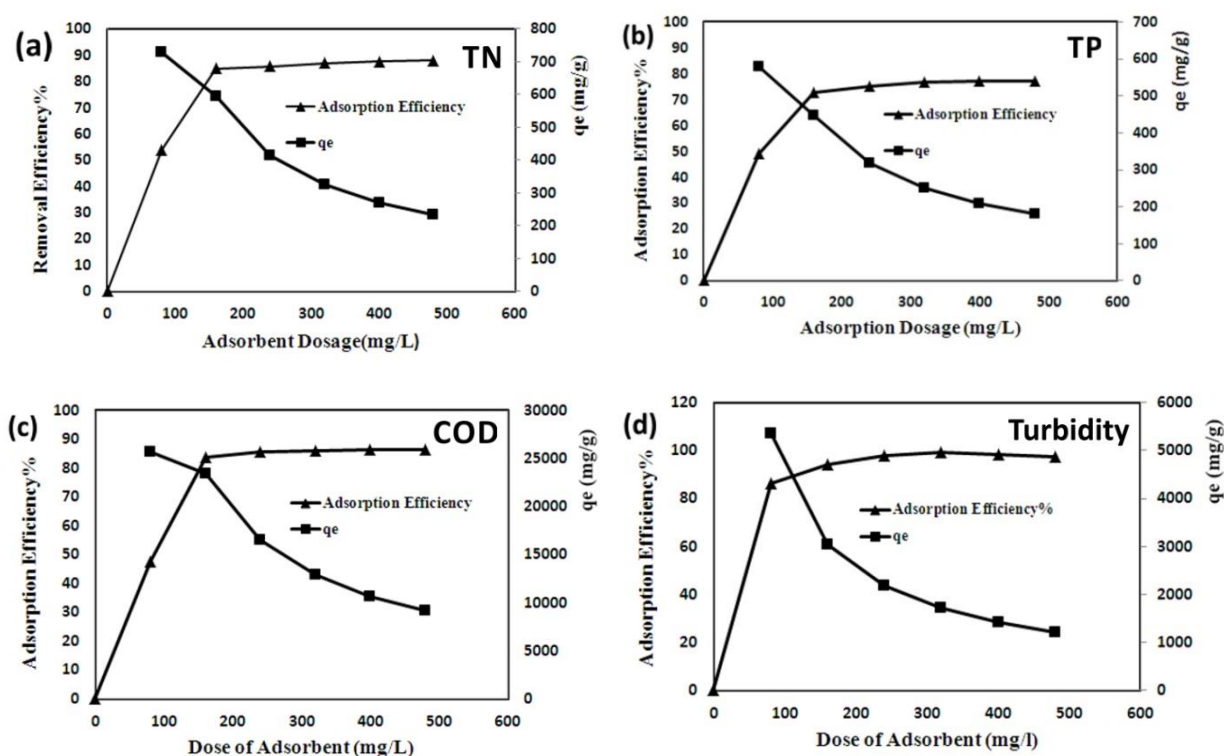 (a)
TN
Removal Efficiency%
100
90
80
70
60
50
40
30
20
10
0
800
700
600
500
400
300
200
100
0
qe (mg/g)
Adsorption Efficiency
qe
0 100 200 300 400 500 600
Adsorbent Dosage(mg/L)
(b)
TP
Adsorption Efficiency%
100
90
80
70
60
50
40
30
20
10
0
700
600
500
400
300
200
100
0
qe (mg/g)
Adsorption Efficiency
qe
0 100 200 300 400 500 600
Adsorption Dosage (mg/L)
(c)
COD
Adsorption Efficiency%
100
90
80
70
60
50
40
30
20
10
0
30000
25000
20000
15000
10000
5000
0
qe (mg/g)
Adsorption Efficiency
qe
0 100 200 300 400 500 600
Dose of Adsorbent (mg/L)
(d)
Turbidity
Adsorption Efficiency%
120
100
80
60
40
20
0
6000
5000
4000
3000
2000
1000
0
qe (mg/g)
Adsorption Efficiency%
qe
0 100 200 300 400 500 600
Dose of Adsorbent (mg/l)